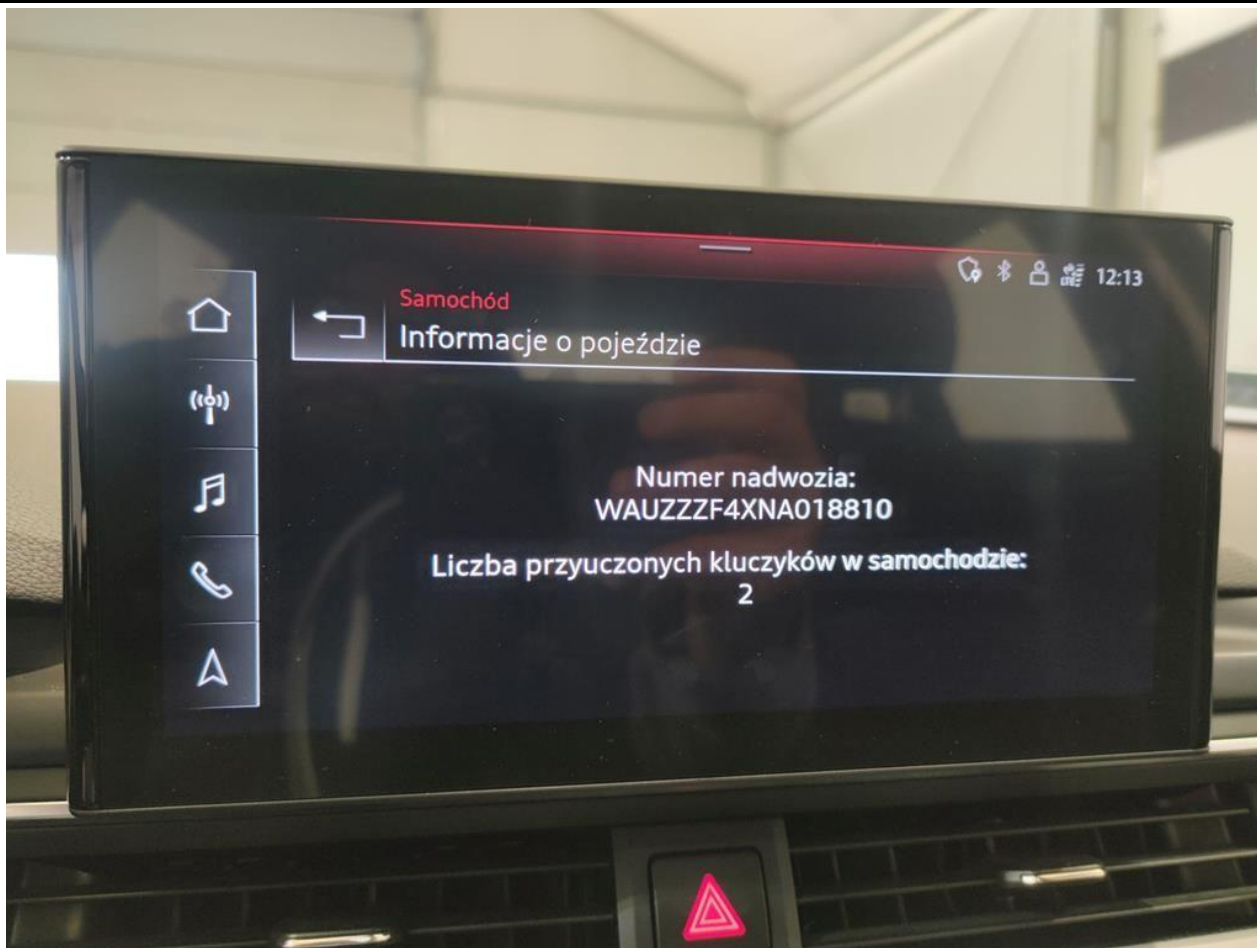 12:13
Samochód
Informacje o pojeździe
Numer nadwozia:
WAUZZZF4XNA018810
Liczba przyuczonych kluczyków w samochodzie:
2